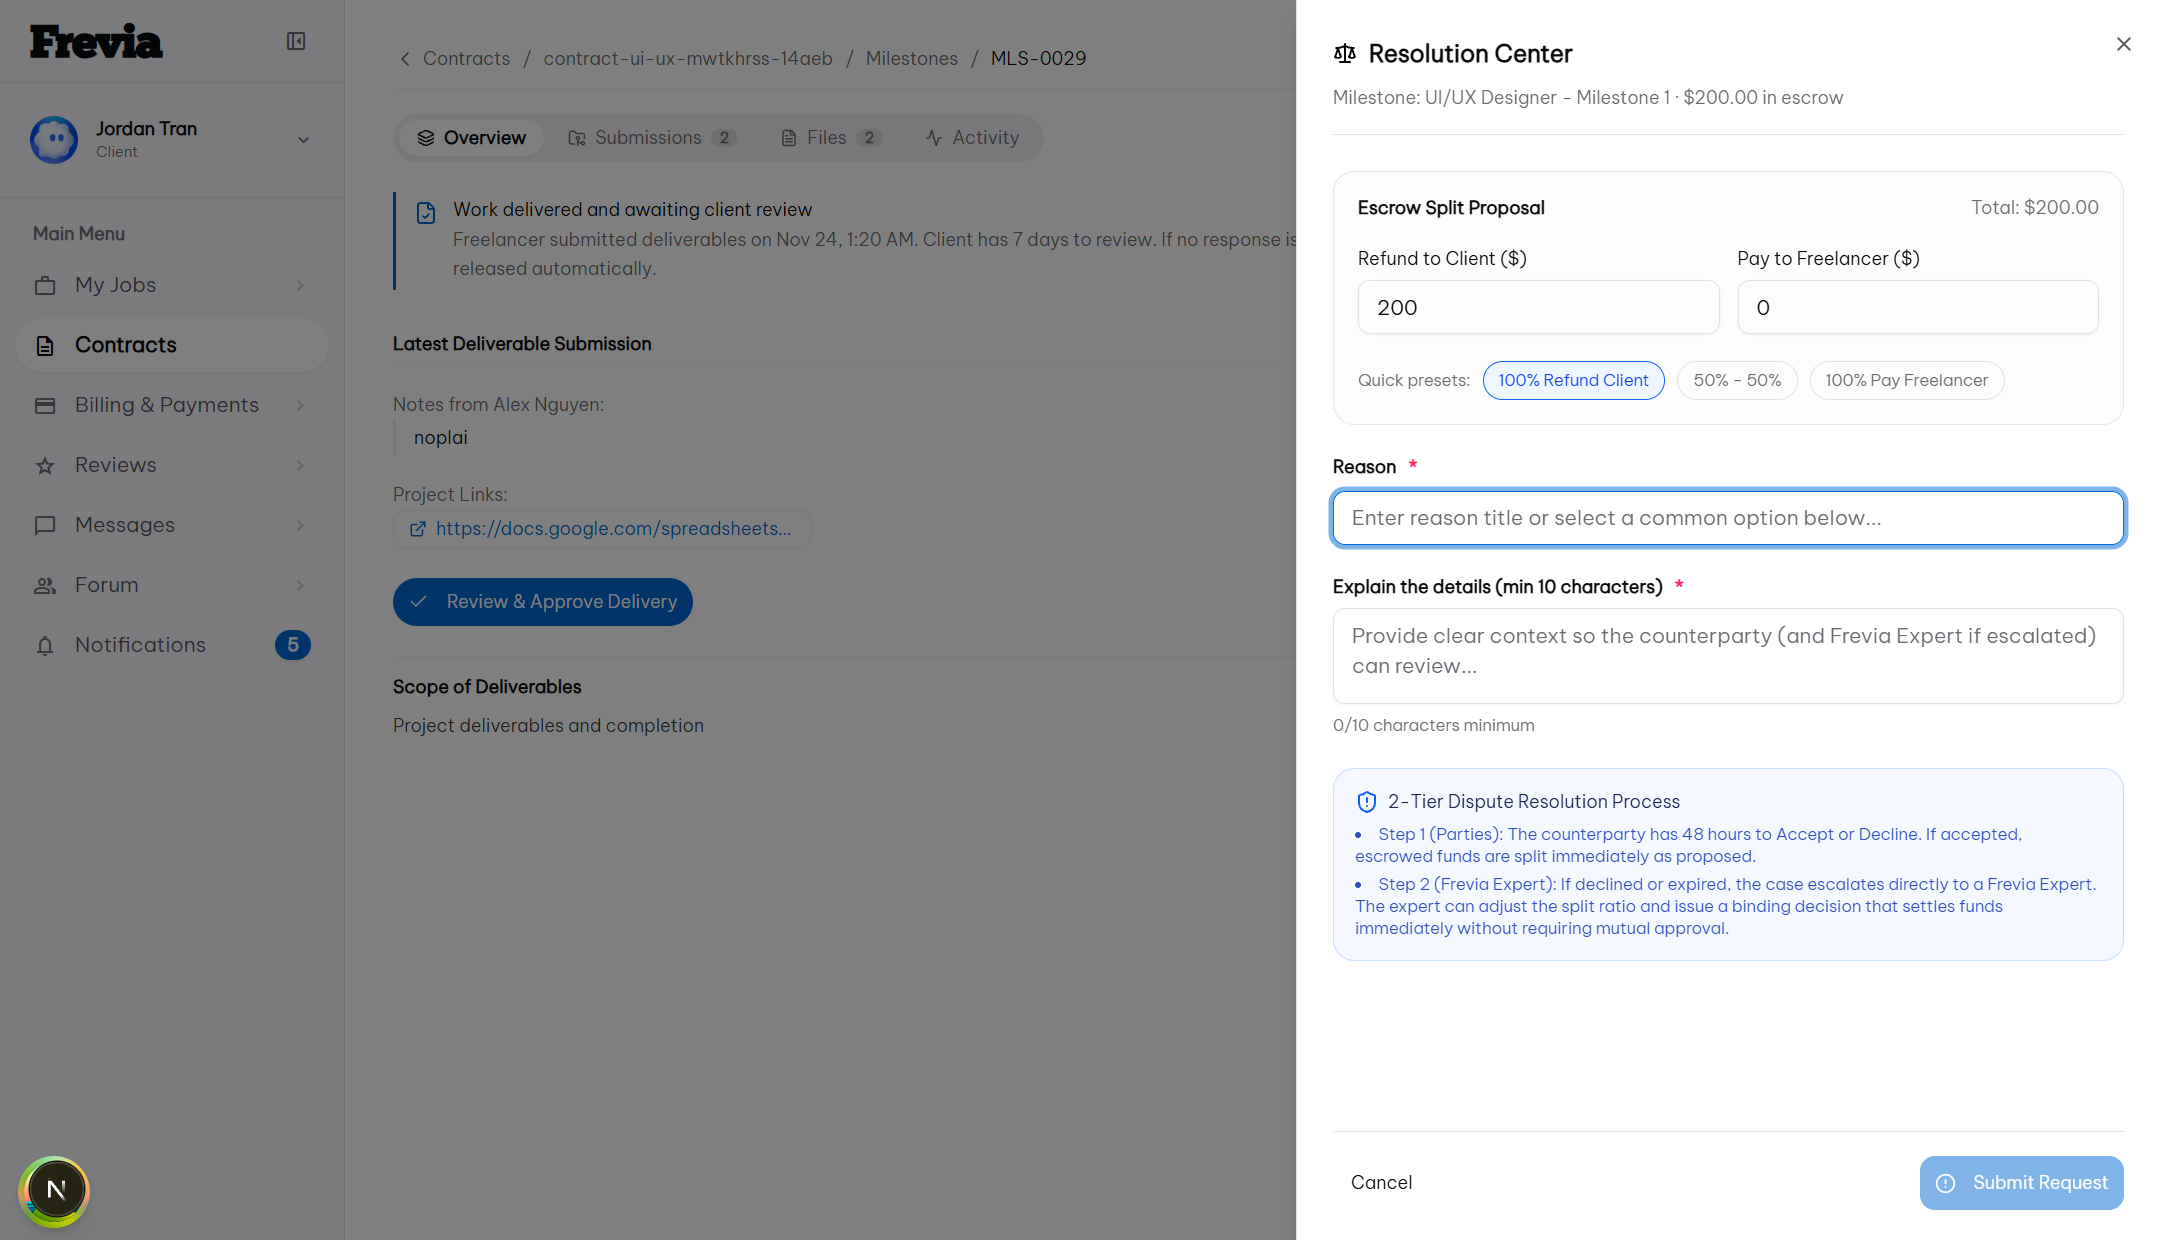 Frevia
Jordan Tran
Client
Main Menu
My Jobs
Contracts
Billing & Payments
Reviews
Messages
Forum
Notifications
5
N
Contracts / contract-ui-ux-mwtkhrss-14aeb / Milestones / MLS-0029
Overview
Submissions 2
Files 2
Activity
Work delivered and awaiting client review
Freelancer submitted deliverables on Nov 24, 1:20 AM. Client has 7 days to review. If no response is
released automatically.
Latest Deliverable Submission
Notes from Alex Nguyen:
noplai
Project Links:
https://docs.google.com/spreadsheets...
Review & Approve Delivery
Scope of Deliverables
Project deliverables and completion
Resolution Center
Milestone: UI/UX Designer - Milestone 1 · $200.00 in escrow
Escrow Split Proposal
Total: $200.00
Refund to Client ($)
Pay to Freelancer ($)
200
0
Quick presets:
100% Refund Client
50% - 50%
100% Pay Freelancer
Reason *
Enter reason title or select a common option below...
Explain the details (min 10 characters) *
Provide clear context so the counterparty (and Frevia Expert if escalated)
can review...
0/10 characters minimum
2-Tier Dispute Resolution Process
• Step 1 (Parties): The counterparty has 48 hours to Accept or Decline. If accepted,
escrowed funds are split immediately as proposed.
• Step 2 (Frevia Expert): If declined or expired, the case escalates directly to a Frevia Expert.
The expert can adjust the split ratio and issue a binding decision that settles funds
immediately without requiring mutual approval.
Cancel
Submit Request